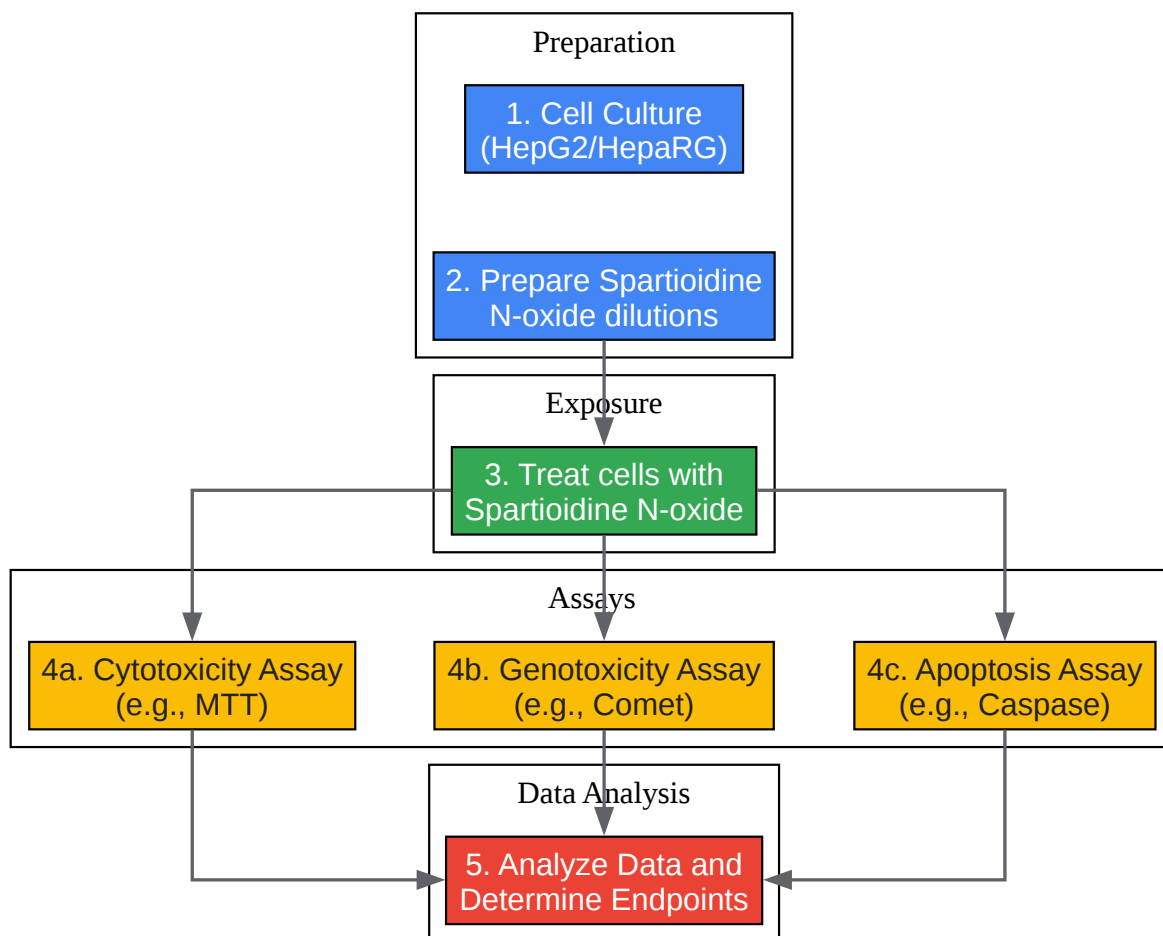 Preparation
1. Cell Culture
(HepG2/HepaRG)
2. Prepare Spartioidine
N-oxide dilutions
Exposure
3. Treat cells with
Spartioidine N-oxide
Assays
4a. Cytotoxicity Assay
(e.g., MTT)
4b. Genotoxicity Assay
(e.g., Comet)
4c. Apoptosis Assay
(e.g., Caspase)
Data Analysis
5. Analyze Data and
Determine Endpoints